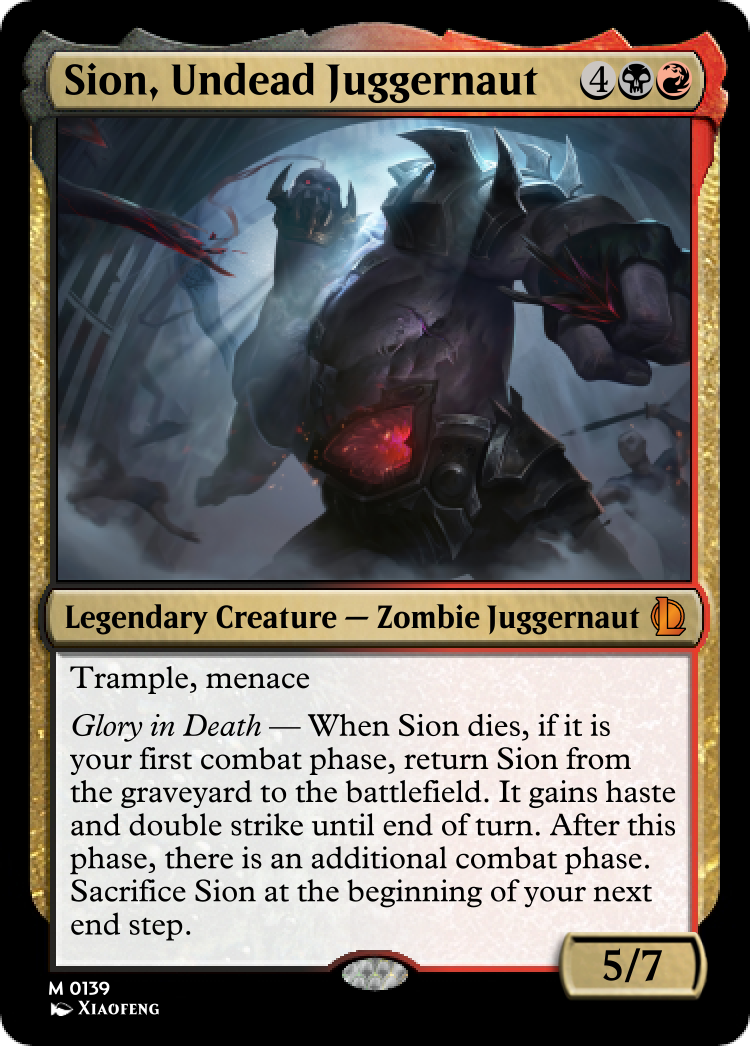 Sion, Undead Juggernaut 4
Legendary Creature — Zombie Juggernaut
Trample, menace
Glory in Death — When Sion dies, if it is
your first combat phase, return Sion from
the graveyard to the battlefield. It gains haste
and double strike until end of turn. After this
phase, there is an additional combat phase.
Sacrifice Sion at the beginning of your next
end step.
5/7
M 0139
XIAOFENG